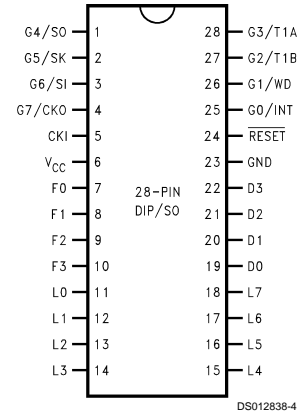 G4/SO 1 28 G3/T1A
G5/SK 2 27 G2/T1B
G6/SI 3 26 G1/WD
G7/CKO 4 25 G0/INT
CKI 5 24 RESET
VCC 6 23 GND
F0 7 28-PIN 22 D3
F1 8 DIP/SO 21 D2
F2 9 20 D1
F3 10 19 D0
L0 11 18 L7
L1 12 17 L6
L2 13 16 L5
L3 14 15 L4
DS012838-4